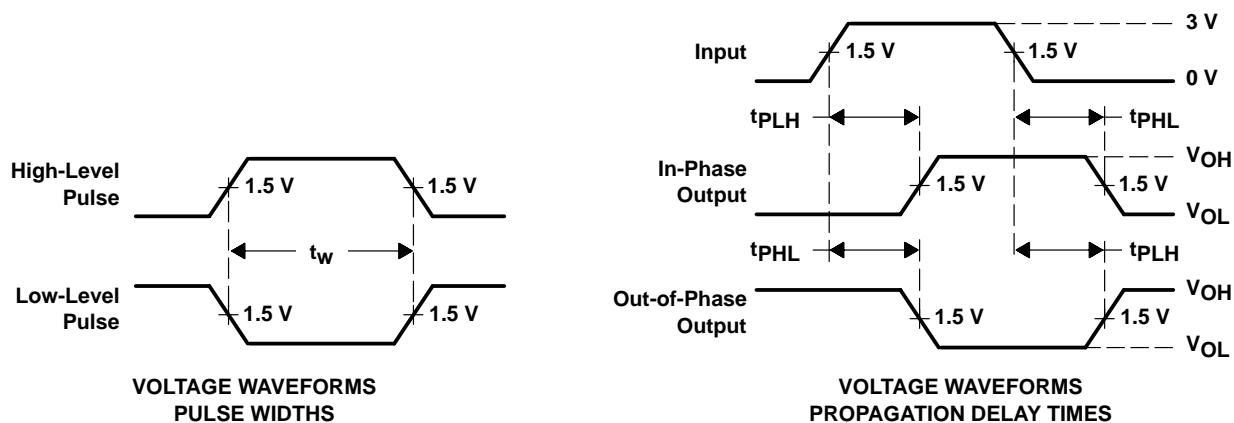 High-Level
Pulse
1.5 V
1.5 V
tw
Low-Level
Pulse
1.5 V
1.5 V
VOLTAGE WAVEFORMS
PULSE WIDTHS
Input
1.5 V
1.5 V
3 V
0 V
tPLH
tPHL
In-Phase
Output
1.5 V
1.5 V
VOH
VOL
tPHL
tPLH
Out-of-Phase
Output
1.5 V
1.5 V
VOH
VOL
VOLTAGE WAVEFORMS
PROPAGATION DELAY TIMES